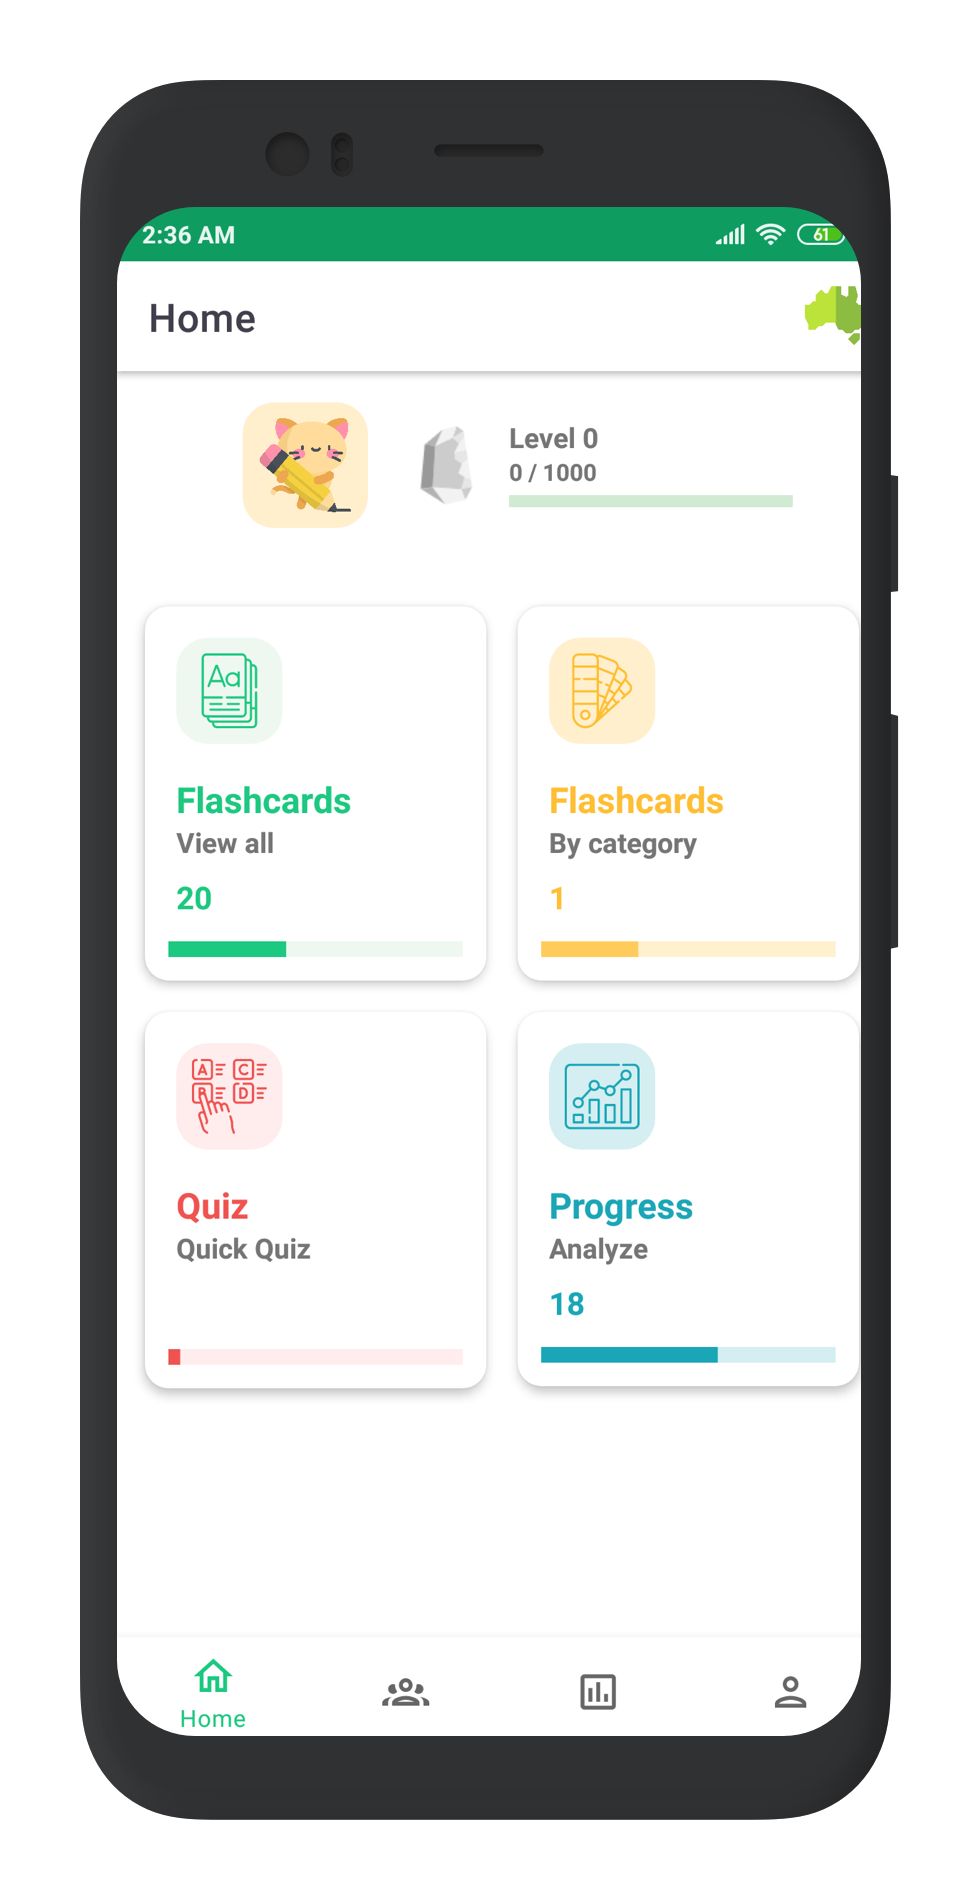 2:36 AM
61
Home
Level 0
0 / 1000
Aa
Flashcards
View all
20
Flashcards
By category
1
A C
B D
Quiz
Quick Quiz
Progress
Analyze
18
Home